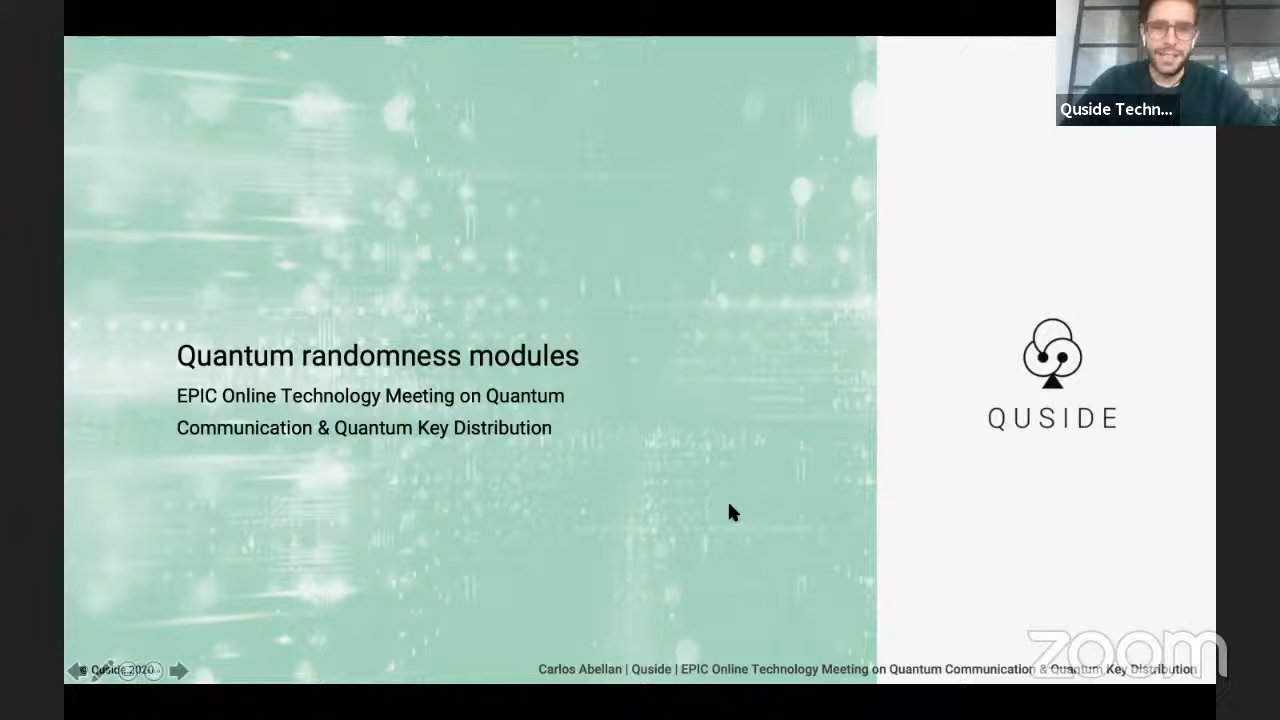 Quside Techn...
Quantum randomness modules
EPIC Online Technology Meeting on Quantum
Communication & Quantum Key Distribution
QUSIDE
zoom
© Quside 2020
Carlos Abellan | Quside | EPIC Online Technology Meeting on Quantum Communication & Quantum Key Distribution